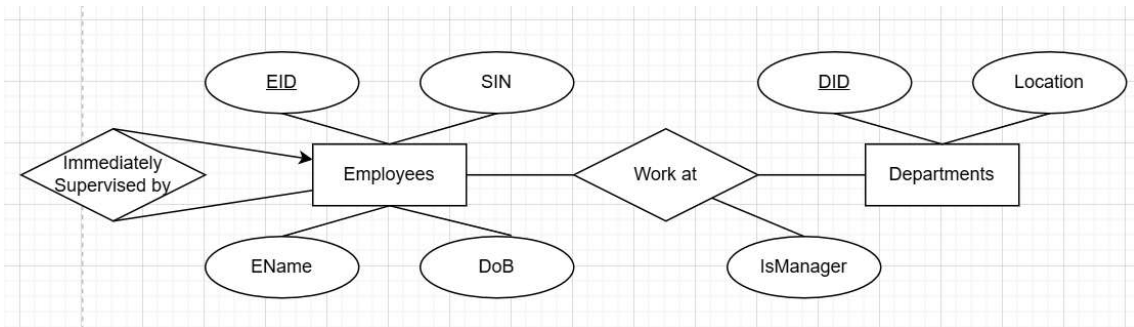 EID
SIN
DID
Location
Immediately
Supervised by
Employees
Work at
Departments
EName
DoB
IsManager